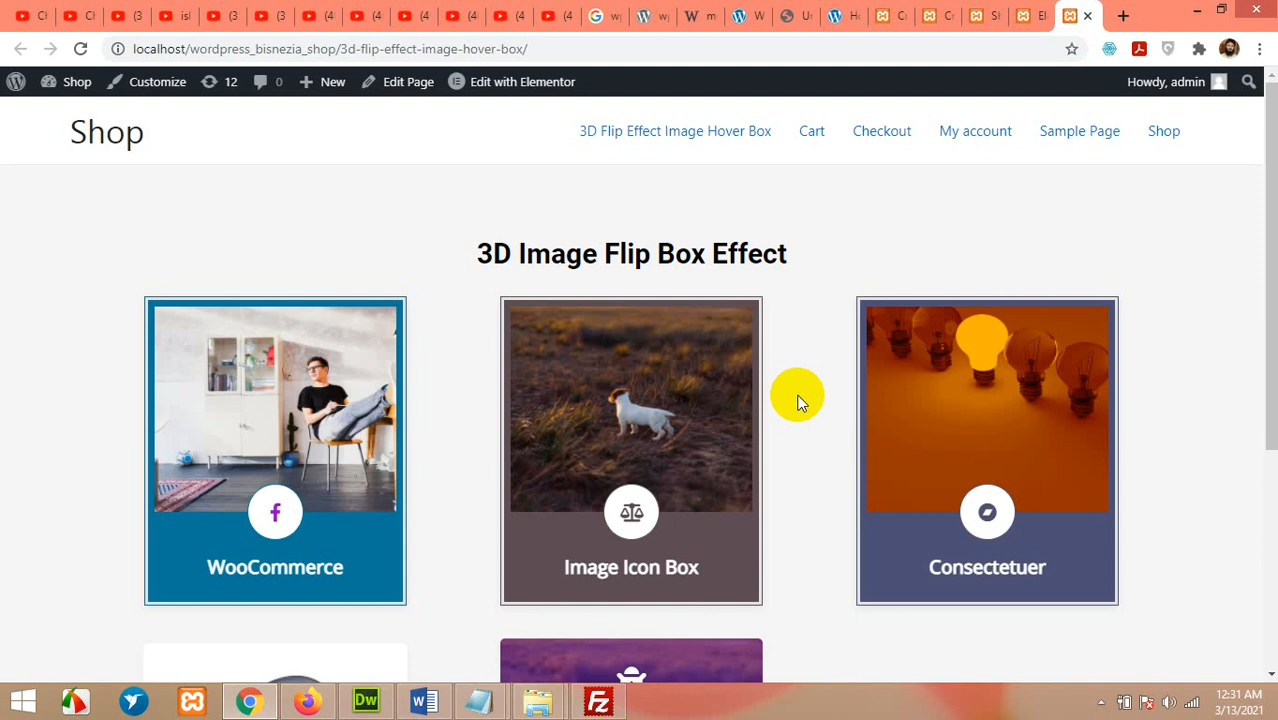 localhost/wordpress_bisnezia_shop/3d-flip-effect-image-hover-box/
Shop Customize 12 0 New Edit Page Edit with Elementor Howdy, admin
Shop
3D Flip Effect Image Hover Box Cart Checkout My account Sample Page Shop
3D Image Flip Box Effect
WooCommerce
Image Icon Box
Consectetuer
Dw
Fz
12:31 AM
3/13/2021